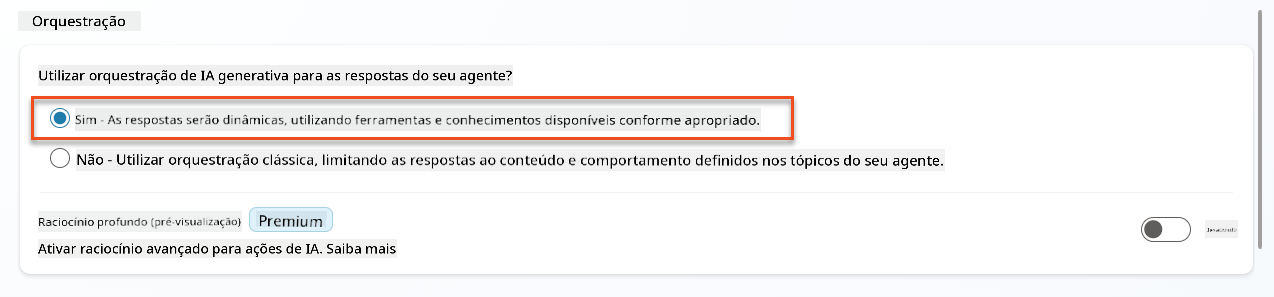 Orquestração
Utilizar orquestração de IA generativa para as respostas do seu agente?
Sim - As respostas serão dinâmicas, utilizando ferramentas e conhecimentos disponíveis conforme apropriado.
Não - Utilizar orquestração clássica, limitando as respostas ao conteúdo e comportamento definidos nos tópicos do seu agente.
Raciocínio profundo (pré-visualização) Premium
Ativar raciocínio avançado para ações de IA. Saiba mais